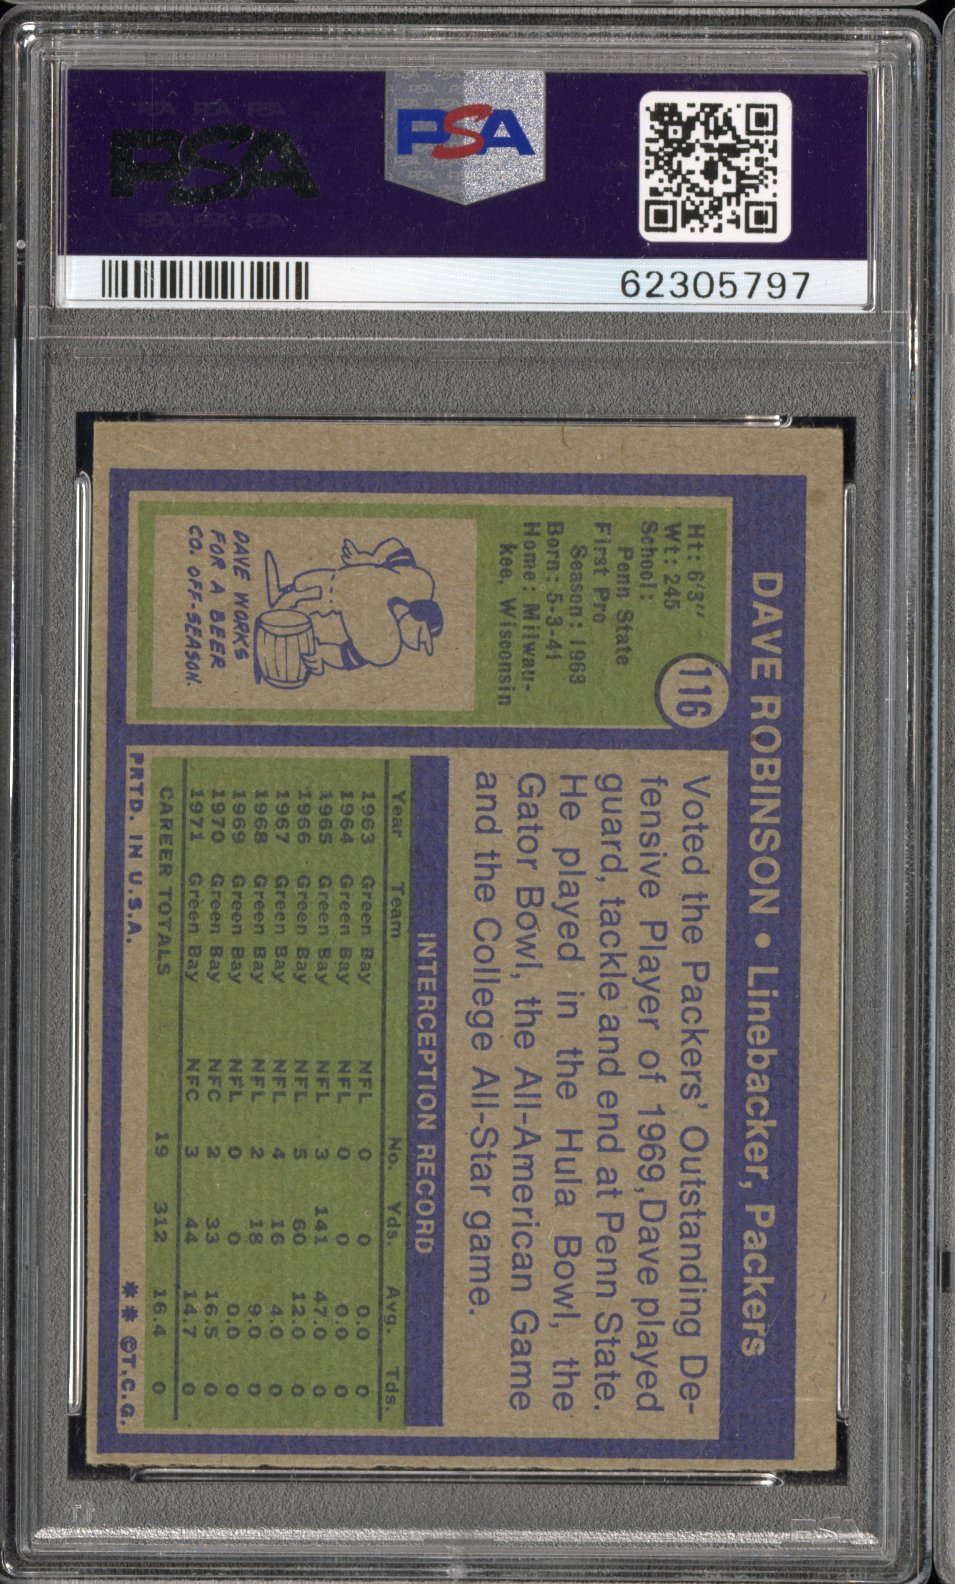 PSA
PSA
62305797
DAVE ROBINSON • Linebacker, Packers
116
Ht: 6'3"
Wt: 245
School:
Penn State
First Pro
Season: 1963
Born: 5-3-41
Home: Milwau-
kee, Wisconsin
DAVE WORKS
FOR A BEER
CO. OFF-SEASON.
Voted the Packers' Outstanding De-
fensive Player of 1969, Dave played
guard, tackle and end at Penn State.
He played in the Hula Bowl, the
Gator Bowl, the All-American Game
and the College All-Star game.
INTERCEPTION RECORD
Year Team No. Yds. Avg. Tds.
1963 Green Bay NFL 0 0 0.0 0
1964 Green Bay NFL 0 0 0.0 0
1965 Green Bay NFL 3 141 47.0 0
1966 Green Bay NFL 5 60 12.0 0
1967 Green Bay NFL 4 16 4.0 0
1968 Green Bay NFL 2 18 9.0 0
1969 Green Bay NFL 0 0 0.0 0
1970 Green Bay NFC 2 33 16.5 0
1971 Green Bay NFC 3 44 14.7 0
CAREER TOTALS 19 312 16.4 0
PRTD. IN U.S.A. ** ©T.C.G.